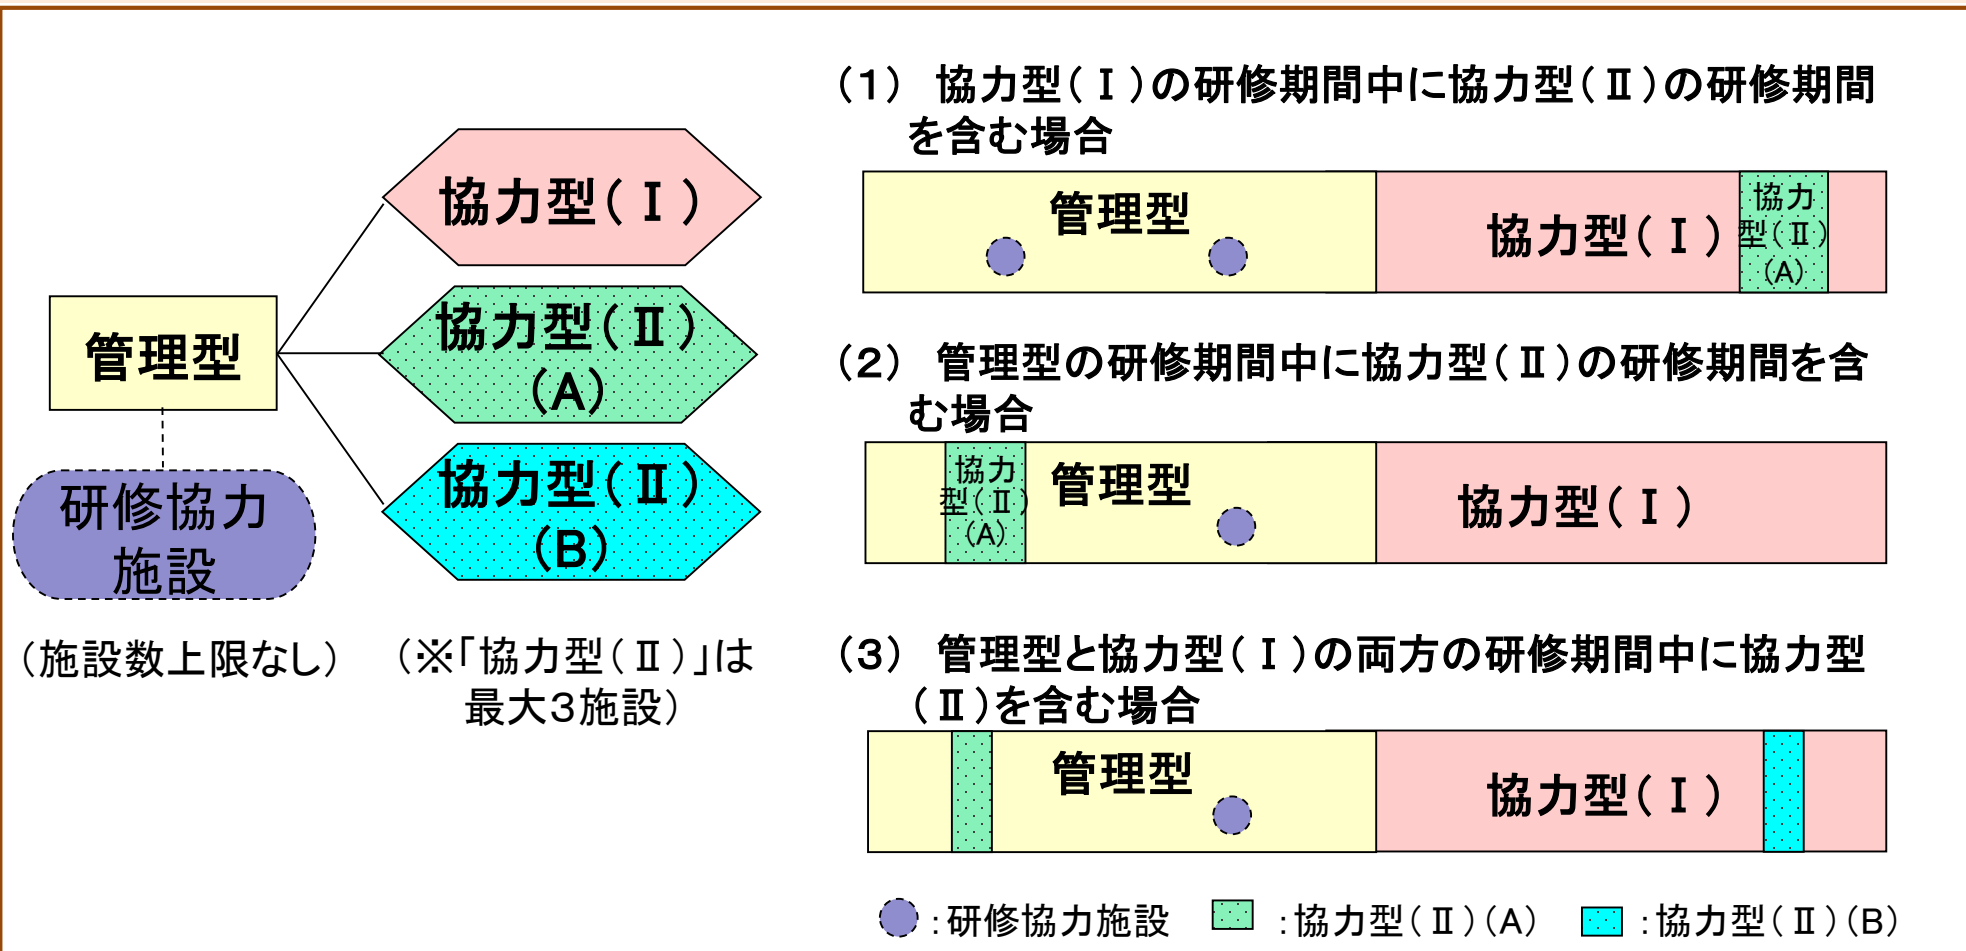 協力型(Ⅰ)
協力型(Ⅱ)
(A)
協力型(Ⅱ)
(B)
管理型
研修協力
施設
(施設数上限なし)
(※「協力型(Ⅱ)」は
最大3施設)
(1) 協力型(Ⅰ)の研修期間中に協力型(Ⅱ)の研修期間
を含む場合
管理型
協力型(Ⅰ)
協力
型(Ⅱ)
(A)
(2) 管理型の研修期間中に協力型(Ⅱ)の研修期間を含
む場合
協力
型(Ⅱ)
(A)
管理型
協力型(Ⅰ)
(3) 管理型と協力型(Ⅰ)の両方の研修期間中に協力型
(Ⅱ)を含む場合
管理型
協力型(Ⅰ)
:研修協力施設
:協力型(Ⅱ)(A)
:協力型(Ⅱ)(B)